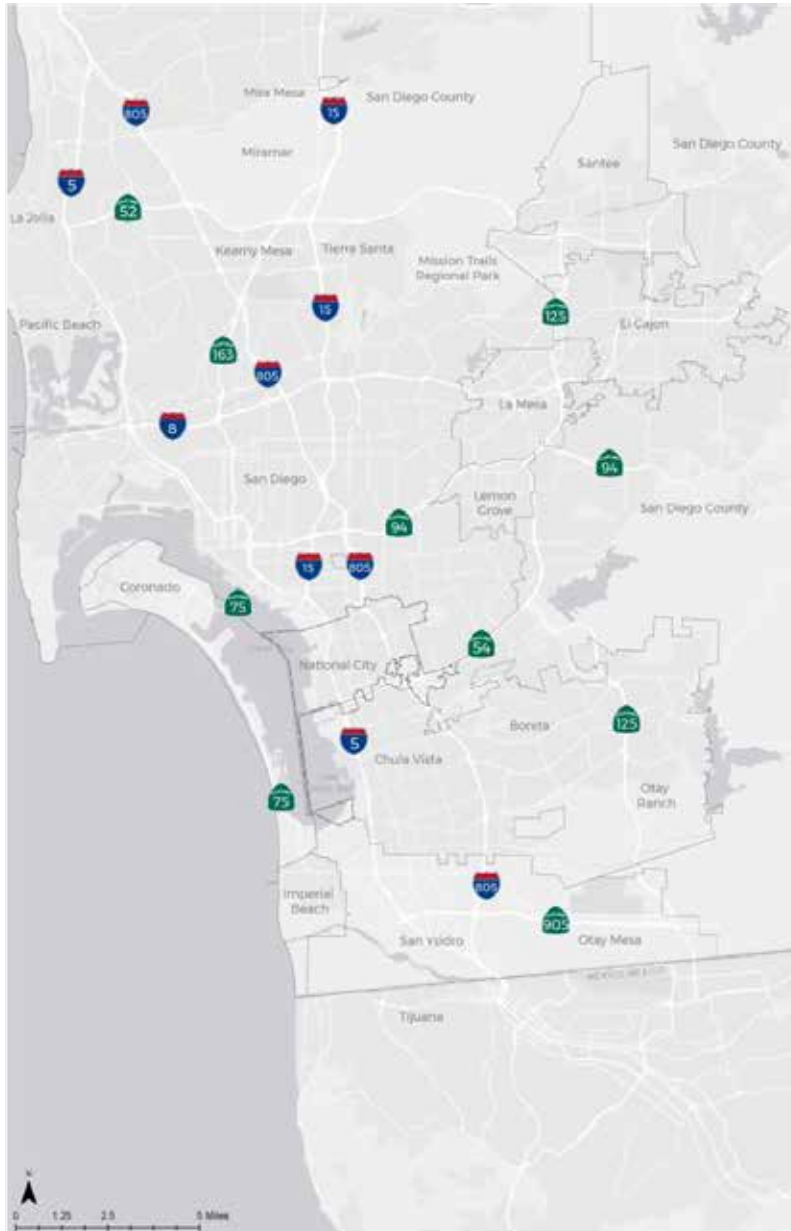 Mira Mesa
San Diego County
805
15
Miramar
San Diego County
Santee
5
52
La Jolla
Kearny Mesa
Tierra Santa
Mission Trails
Regional Park
15
125
Pacific Beach
El Cajon
163
805
La Mesa
8
94
San Diego
Lemon
Grove
San Diego County
94
15
805
Coronado
75
54
National City
125
Bonita
5
Chula Vista
Otay
Ranch
75
805
Imperial
Beach
905
San Ysidro
Otay Mesa
Tijuana
N
0 1.25 2.5 5 Miles